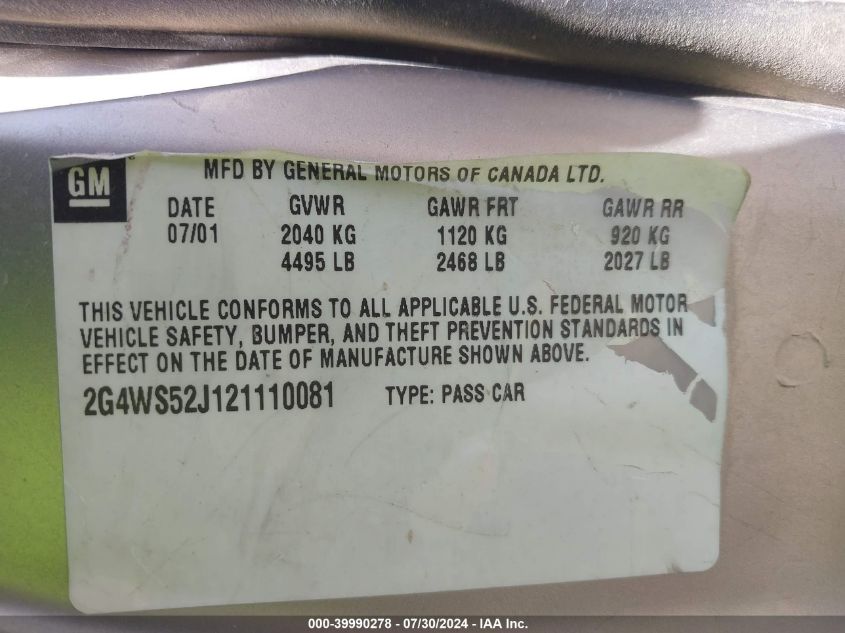 GM
MFD BY GENERAL MOTORS OF CANADA LTD.
DATE GVWR GAWR FRT GAWR RR
07/01 2040 KG 1120 KG 920 KG
4495 LB 2468 LB 2027 LB
THIS VEHICLE CONFORMS TO ALL APPLICABLE U.S. FEDERAL MOTOR
VEHICLE SAFETY, BUMPER, AND THEFT PREVENTION STANDARDS IN
EFFECT ON THE DATE OF MANUFACTURE SHOWN ABOVE.
2G4WS52J121110081 TYPE: PASS CAR
000-39990278 - 07/30/2024 - IAA Inc.